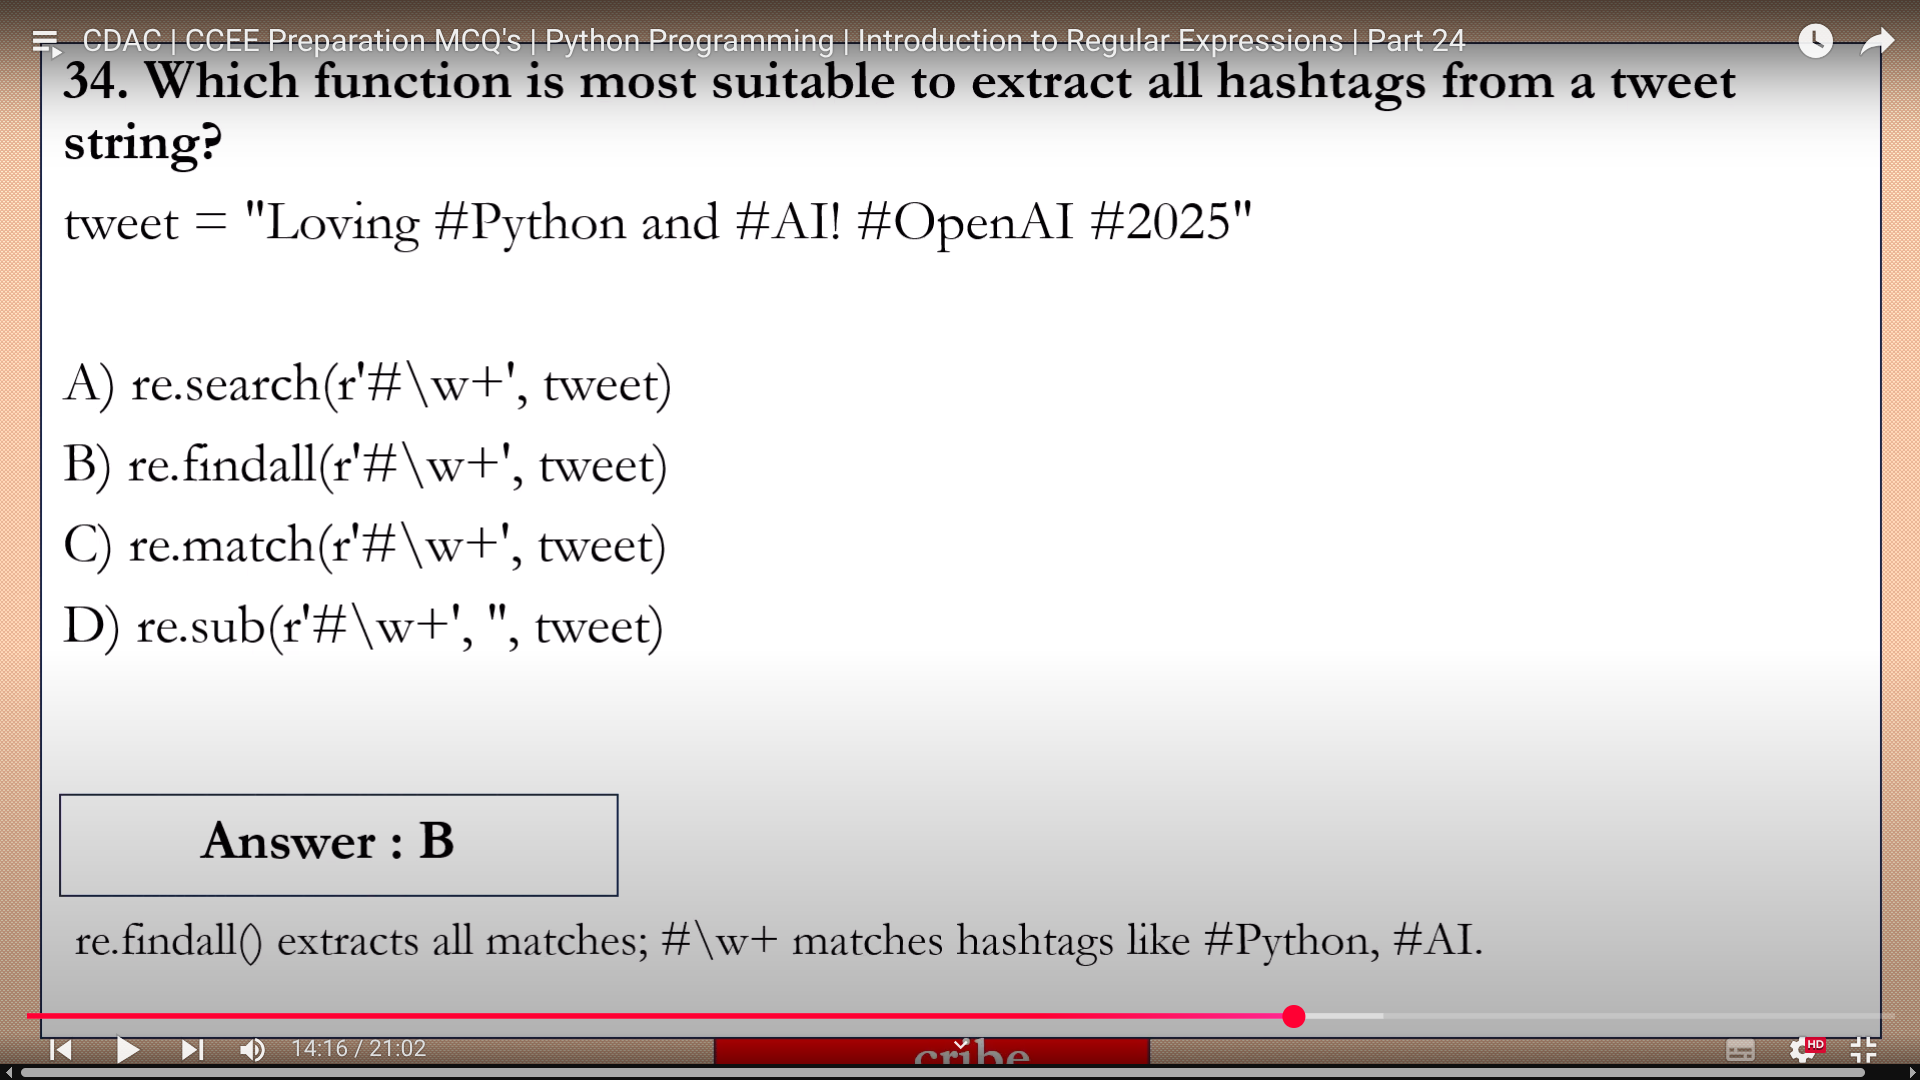 CDAC | CCEE Preparation MCQ's | Python Programming | Introduction to Regular Expressions | Part 24
34. Which function is most suitable to extract all hashtags from a tweet
string?
tweet = "Loving #Python and #AI! #OpenAI #2025"
A) re.search(r'#\w+', tweet)
B) re.findall(r'#\w+', tweet)
C) re.match(r'#\w+', tweet)
D) re.sub(r'#\w+', '', tweet)
Answer : B
re.findall() extracts all matches; #\w+ matches hashtags like #Python, #AI.
14:16 / 21:02
cribe
HD